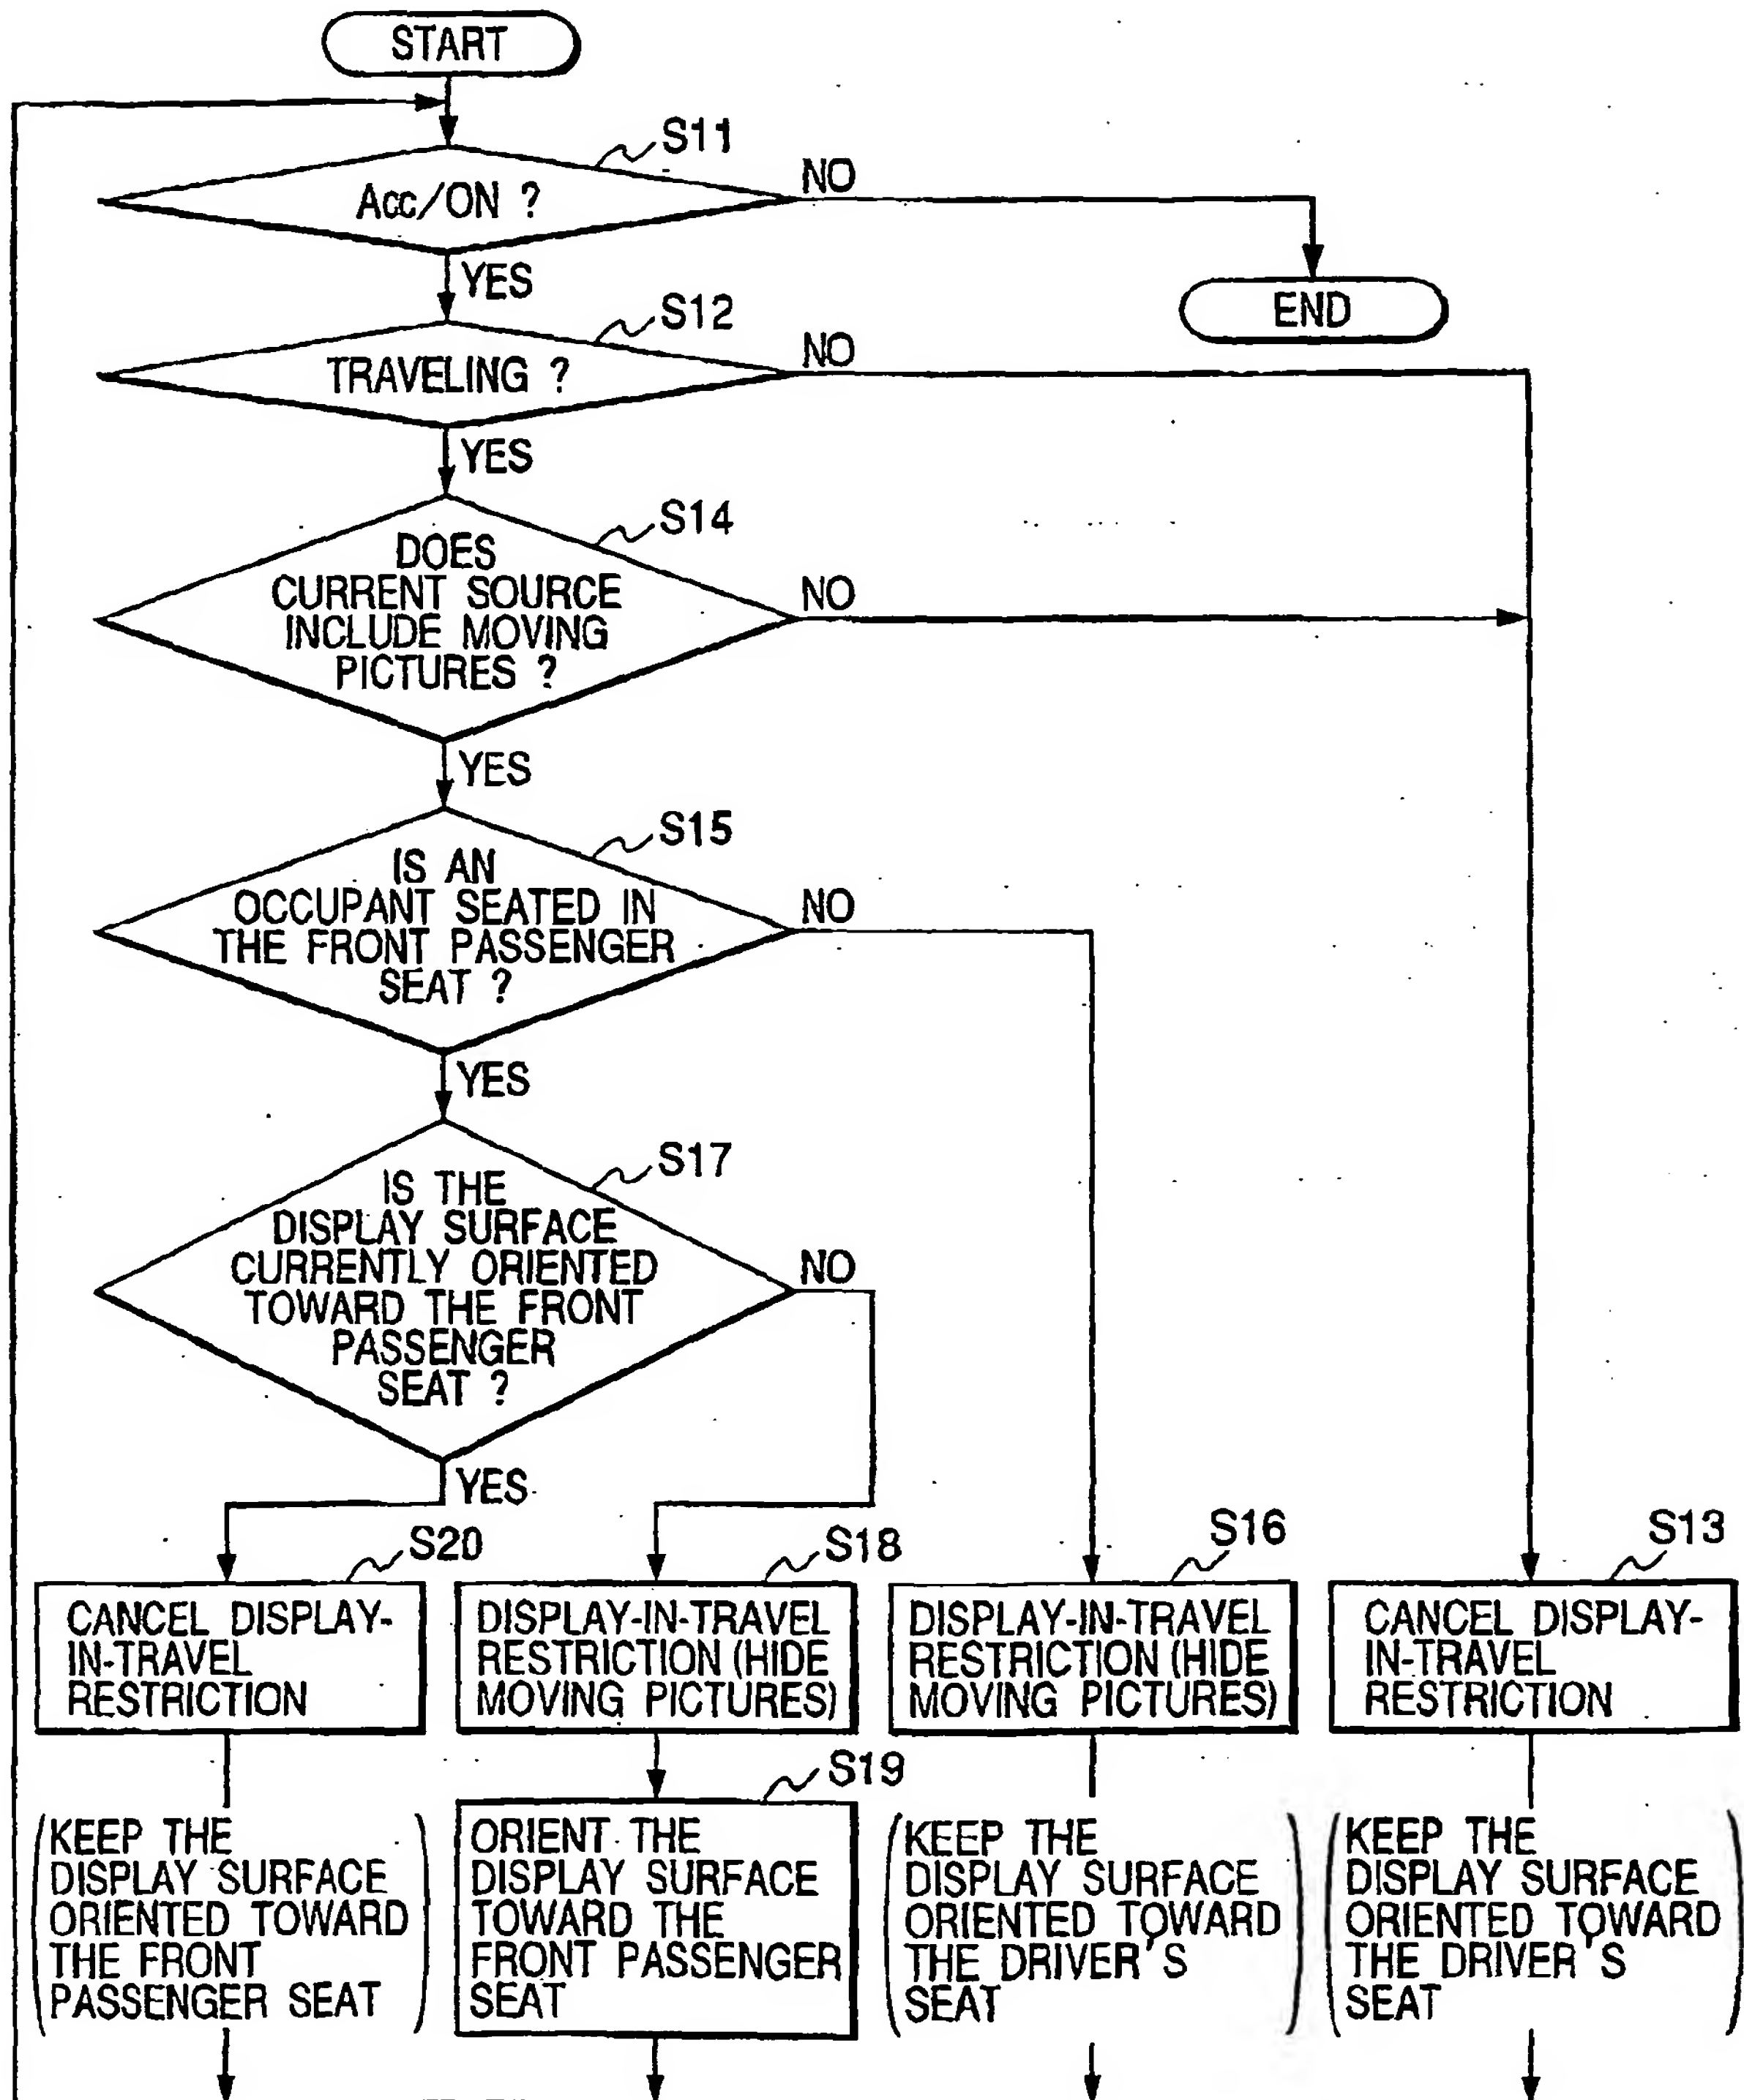 START
S11
Acc/ON ?
NO
YES
END
S12
TRAVELING ?
NO
YES
S14
DOES
CURRENT SOURCE
INCLUDE MOVING
PICTURES ?
NO
YES
S15
IS AN
OCCUPANT SEATED IN
THE FRONT PASSENGER
SEAT ?
NO
YES
S17
IS THE
DISPLAY SURFACE
CURRENTLY ORIENTED
TOWARD THE FRONT
PASSENGER
SEAT ?
NO
YES
S20
CANCEL DISPLAY-
IN-TRAVEL
RESTRICTION
(KEEP THE
DISPLAY SURFACE
ORIENTED TOWARD
THE FRONT
PASSENGER SEAT)
S18
DISPLAY-IN-TRAVEL
RESTRICTION (HIDE
MOVING PICTURES)
S19
ORIENT THE
DISPLAY SURFACE
TOWARD THE
FRONT PASSENGER
SEAT
S16
DISPLAY-IN-TRAVEL
RESTRICTION (HIDE
MOVING PICTURES)
(KEEP THE
DISPLAY SURFACE
ORIENTED TOWARD
THE DRIVER'S
SEAT)
S13
CANCEL DISPLAY-
IN-TRAVEL
RESTRICTION
(KEEP THE
DISPLAY SURFACE
ORIENTED TOWARD
THE DRIVER'S
SEAT)